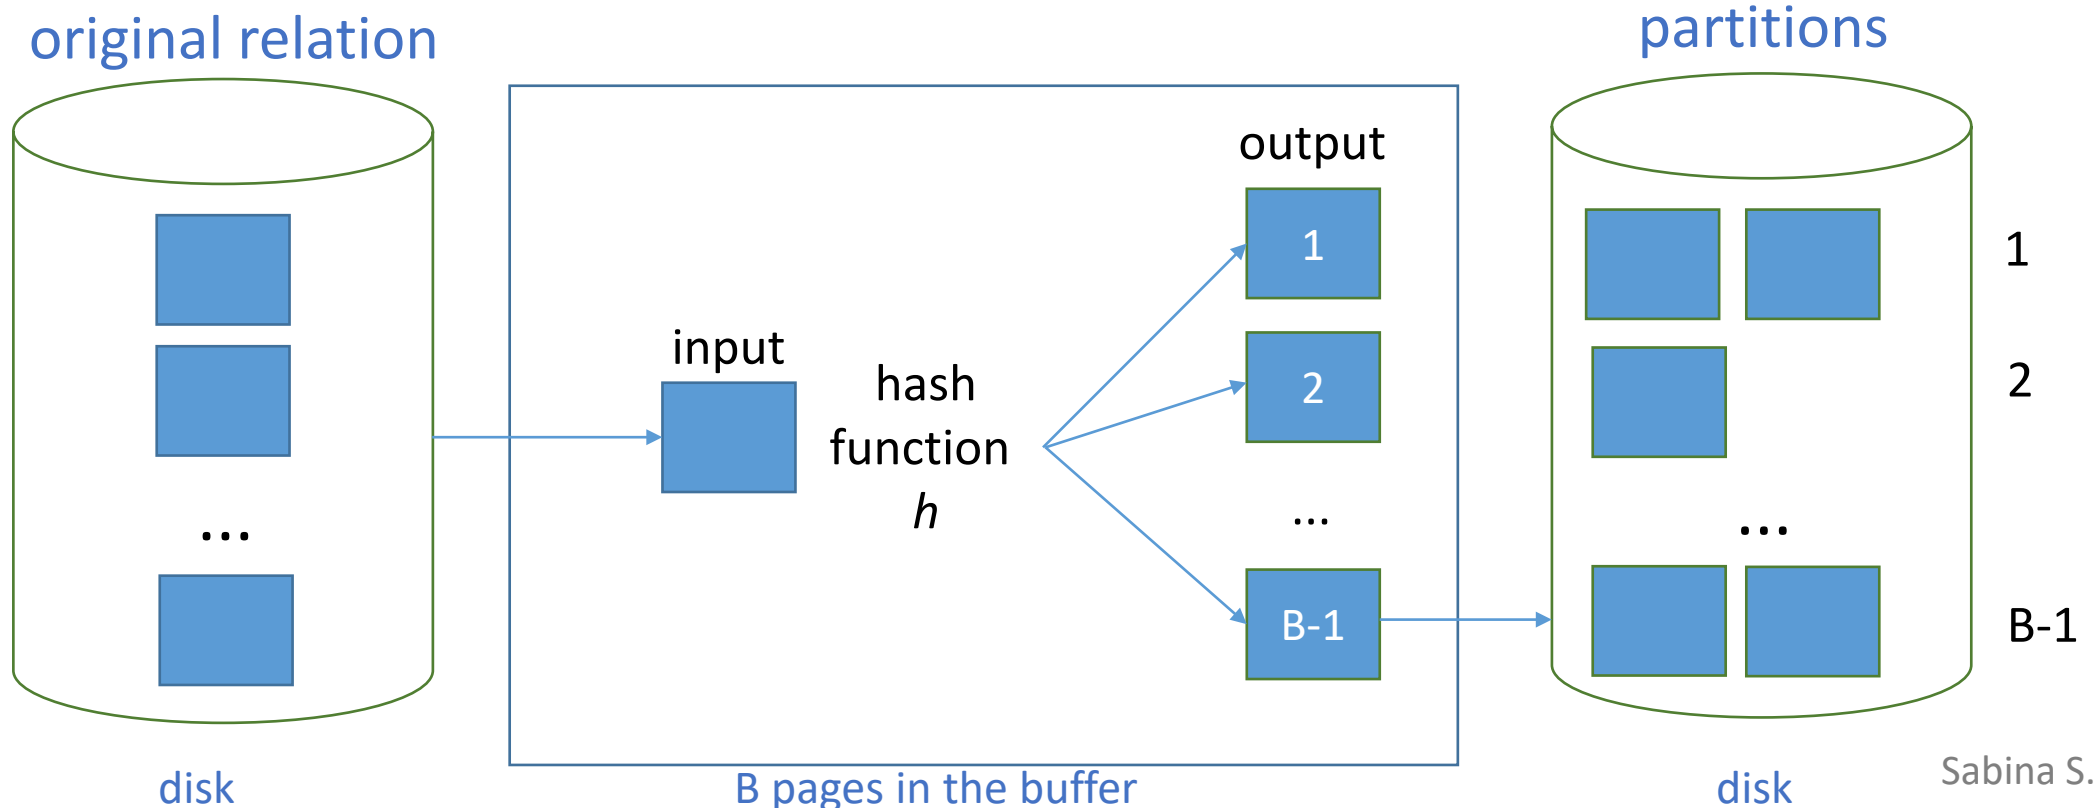 original relation
partitions
output
1
1
input
hash
2
2
function
h
...
...
...
B-1
B-1
disk
B pages in the buffer
disk
Sabina S.